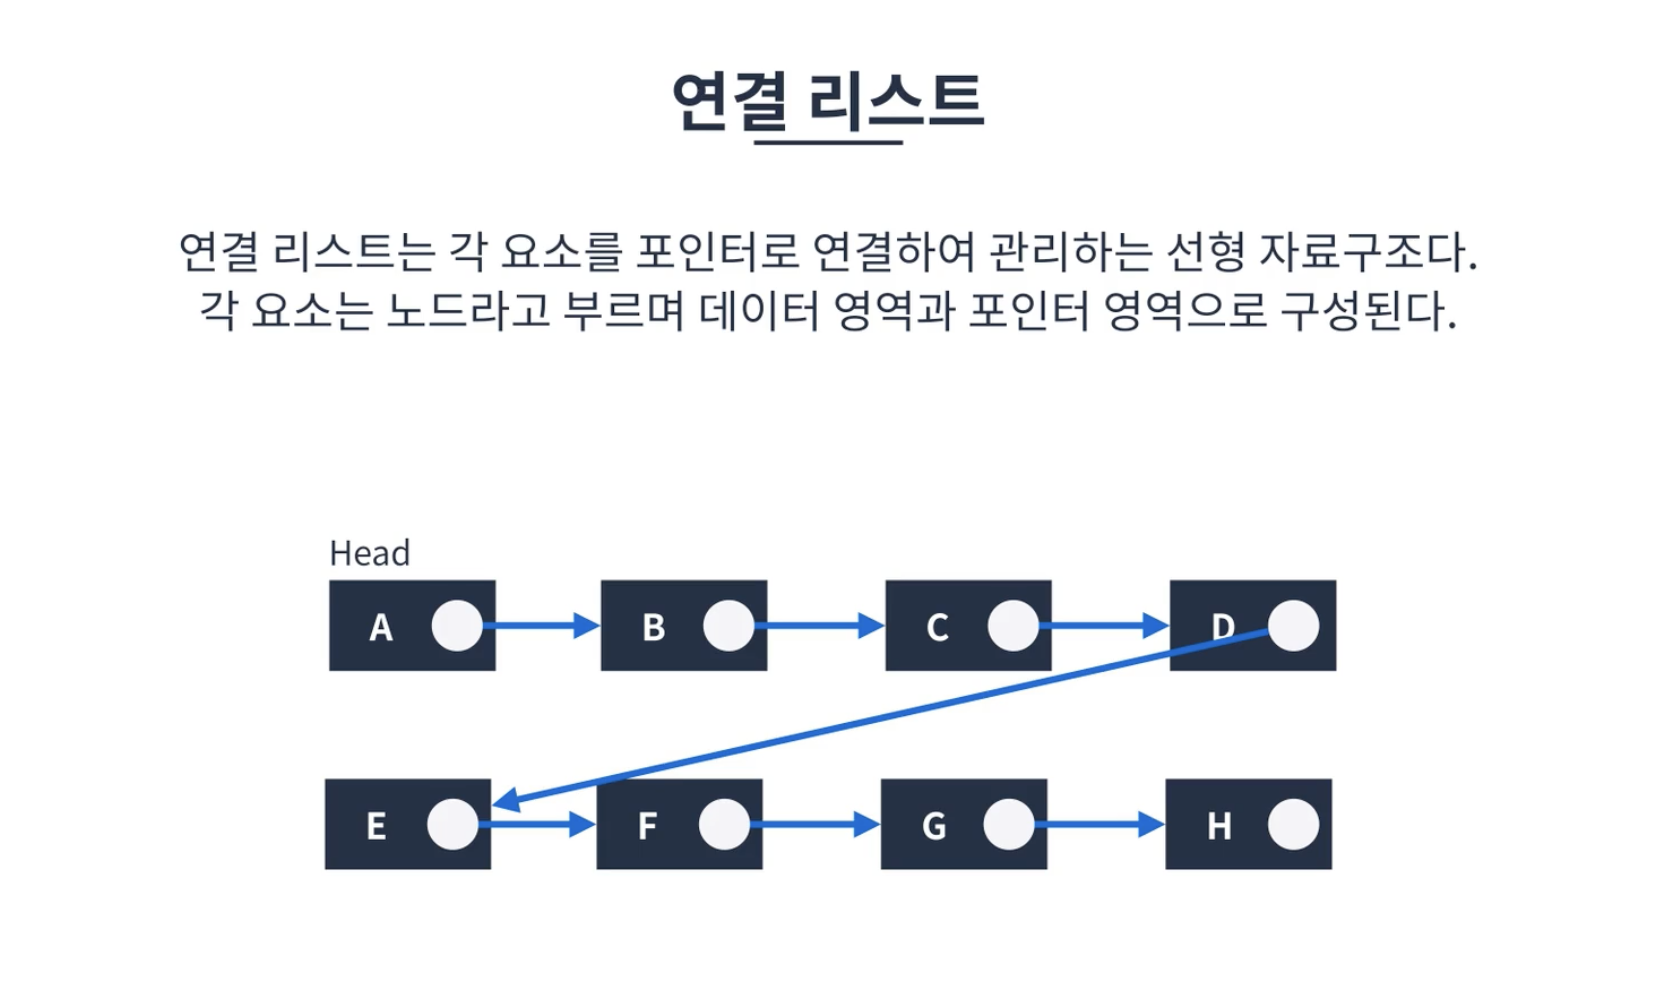 연결 리스트
연결 리스트는 각 요소를 포인터로 연결하여 관리하는 선형 자료구조다.
각 요소는 노드라고 부르며 데이터 영역과 포인터 영역으로 구성된다.
Head
A B C D
E F G H